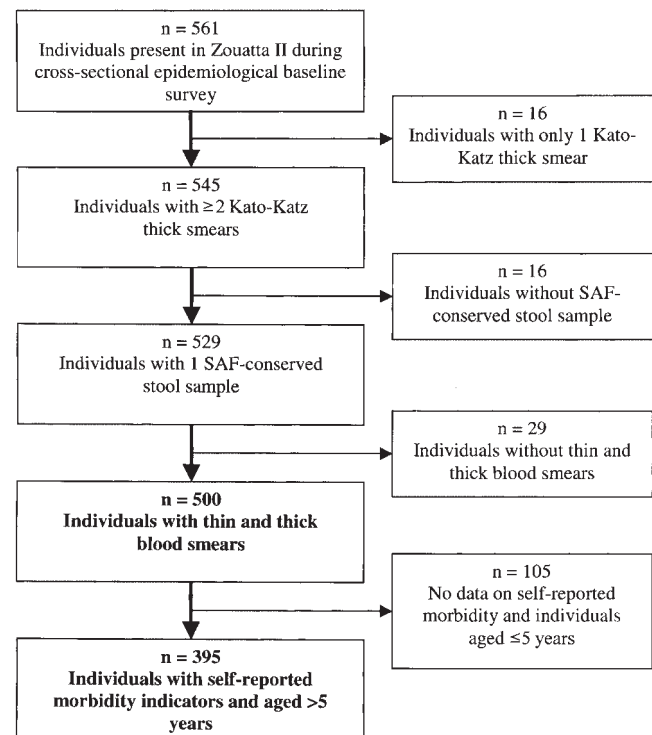 n = 561
Individuals present in Zouatta II during
cross-sectional epidemiological baseline
survey
n = 16
Individuals with only 1 Kato-
Katz thick smear
n = 545
Individuals with ≥2 Kato-Katz
thick smears
n = 16
Individuals without SAF-
conserved stool sample
n = 529
Individuals with 1 SAF-conserved
stool sample
n = 29
Individuals without thin and
thick blood smears
n = 500
Individuals with thin and thick
blood smears
n = 105
No data on self-reported
morbidity and individuals
aged ≤5 years
n = 395
Individuals with self-reported
morbidity indicators and aged >5
years